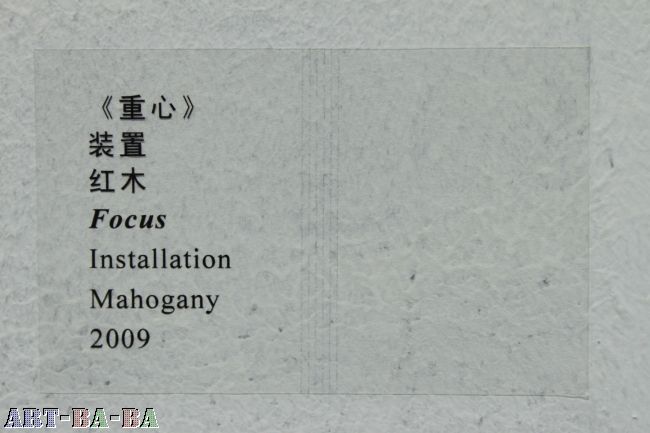 《重心》
装置
红木
Focus
Installation
Mahogany
2009
ART-BA-BA